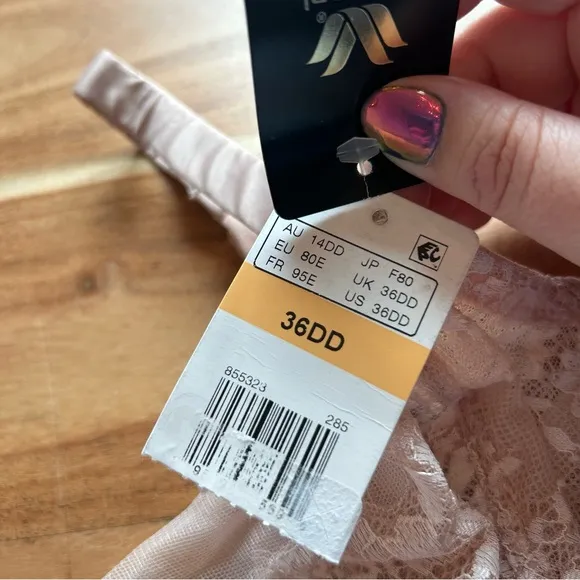 AU 14DD JP F80
EU 80E UK 36DD
FR 95E US 36DD
36DD
855323
285